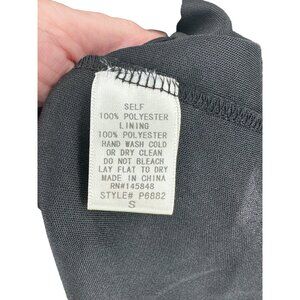 SELF
100% POLYESTER
LINING
100% POLYESTER
HAND WASH COLD
OR DRY CLEAN
DO NOT BLEACH
LAY FLAT TO DRY
MADE IN CHINA
RN#145848
STYLE# P6882
S